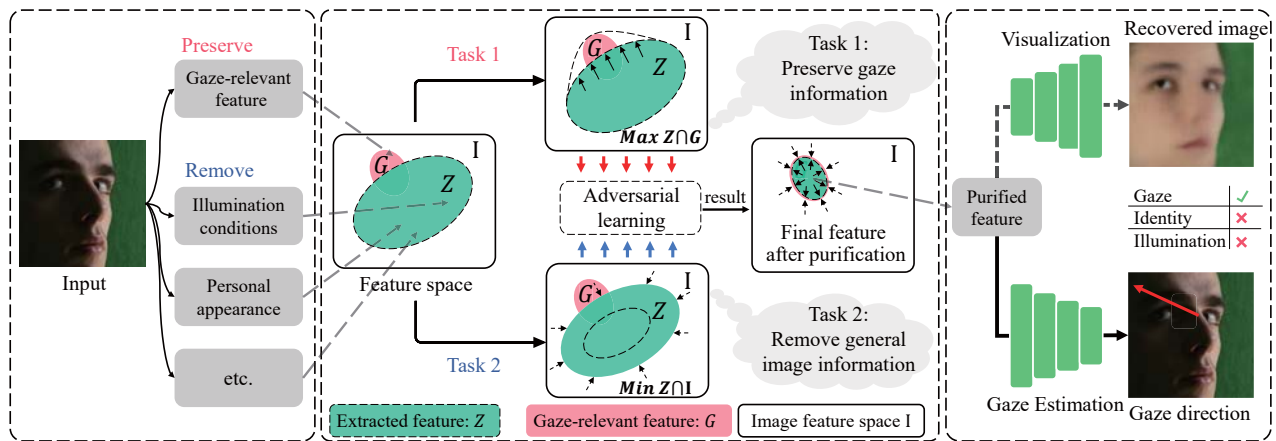 Preserve
Gaze-relevant
feature
Remove
Illumination
conditions
Personal
appearance
etc.
Input
Task 1
I
G
Z
Feature space
Task 2
I
G
Z
Max Z∩G
Task 1:
Preserve gaze
information
Adversarial
learning
result
I
Final feature
after purification
I
G
Z
Min Z∩I
Task 2:
Remove general
image information
Extracted feature: Z
Gaze-relevant feature: G
Image feature space I
Visualization
Recovered image
Purified
feature
Gaze ✓
Identity ×
Illumination ×
Gaze Estimation
Gaze direction